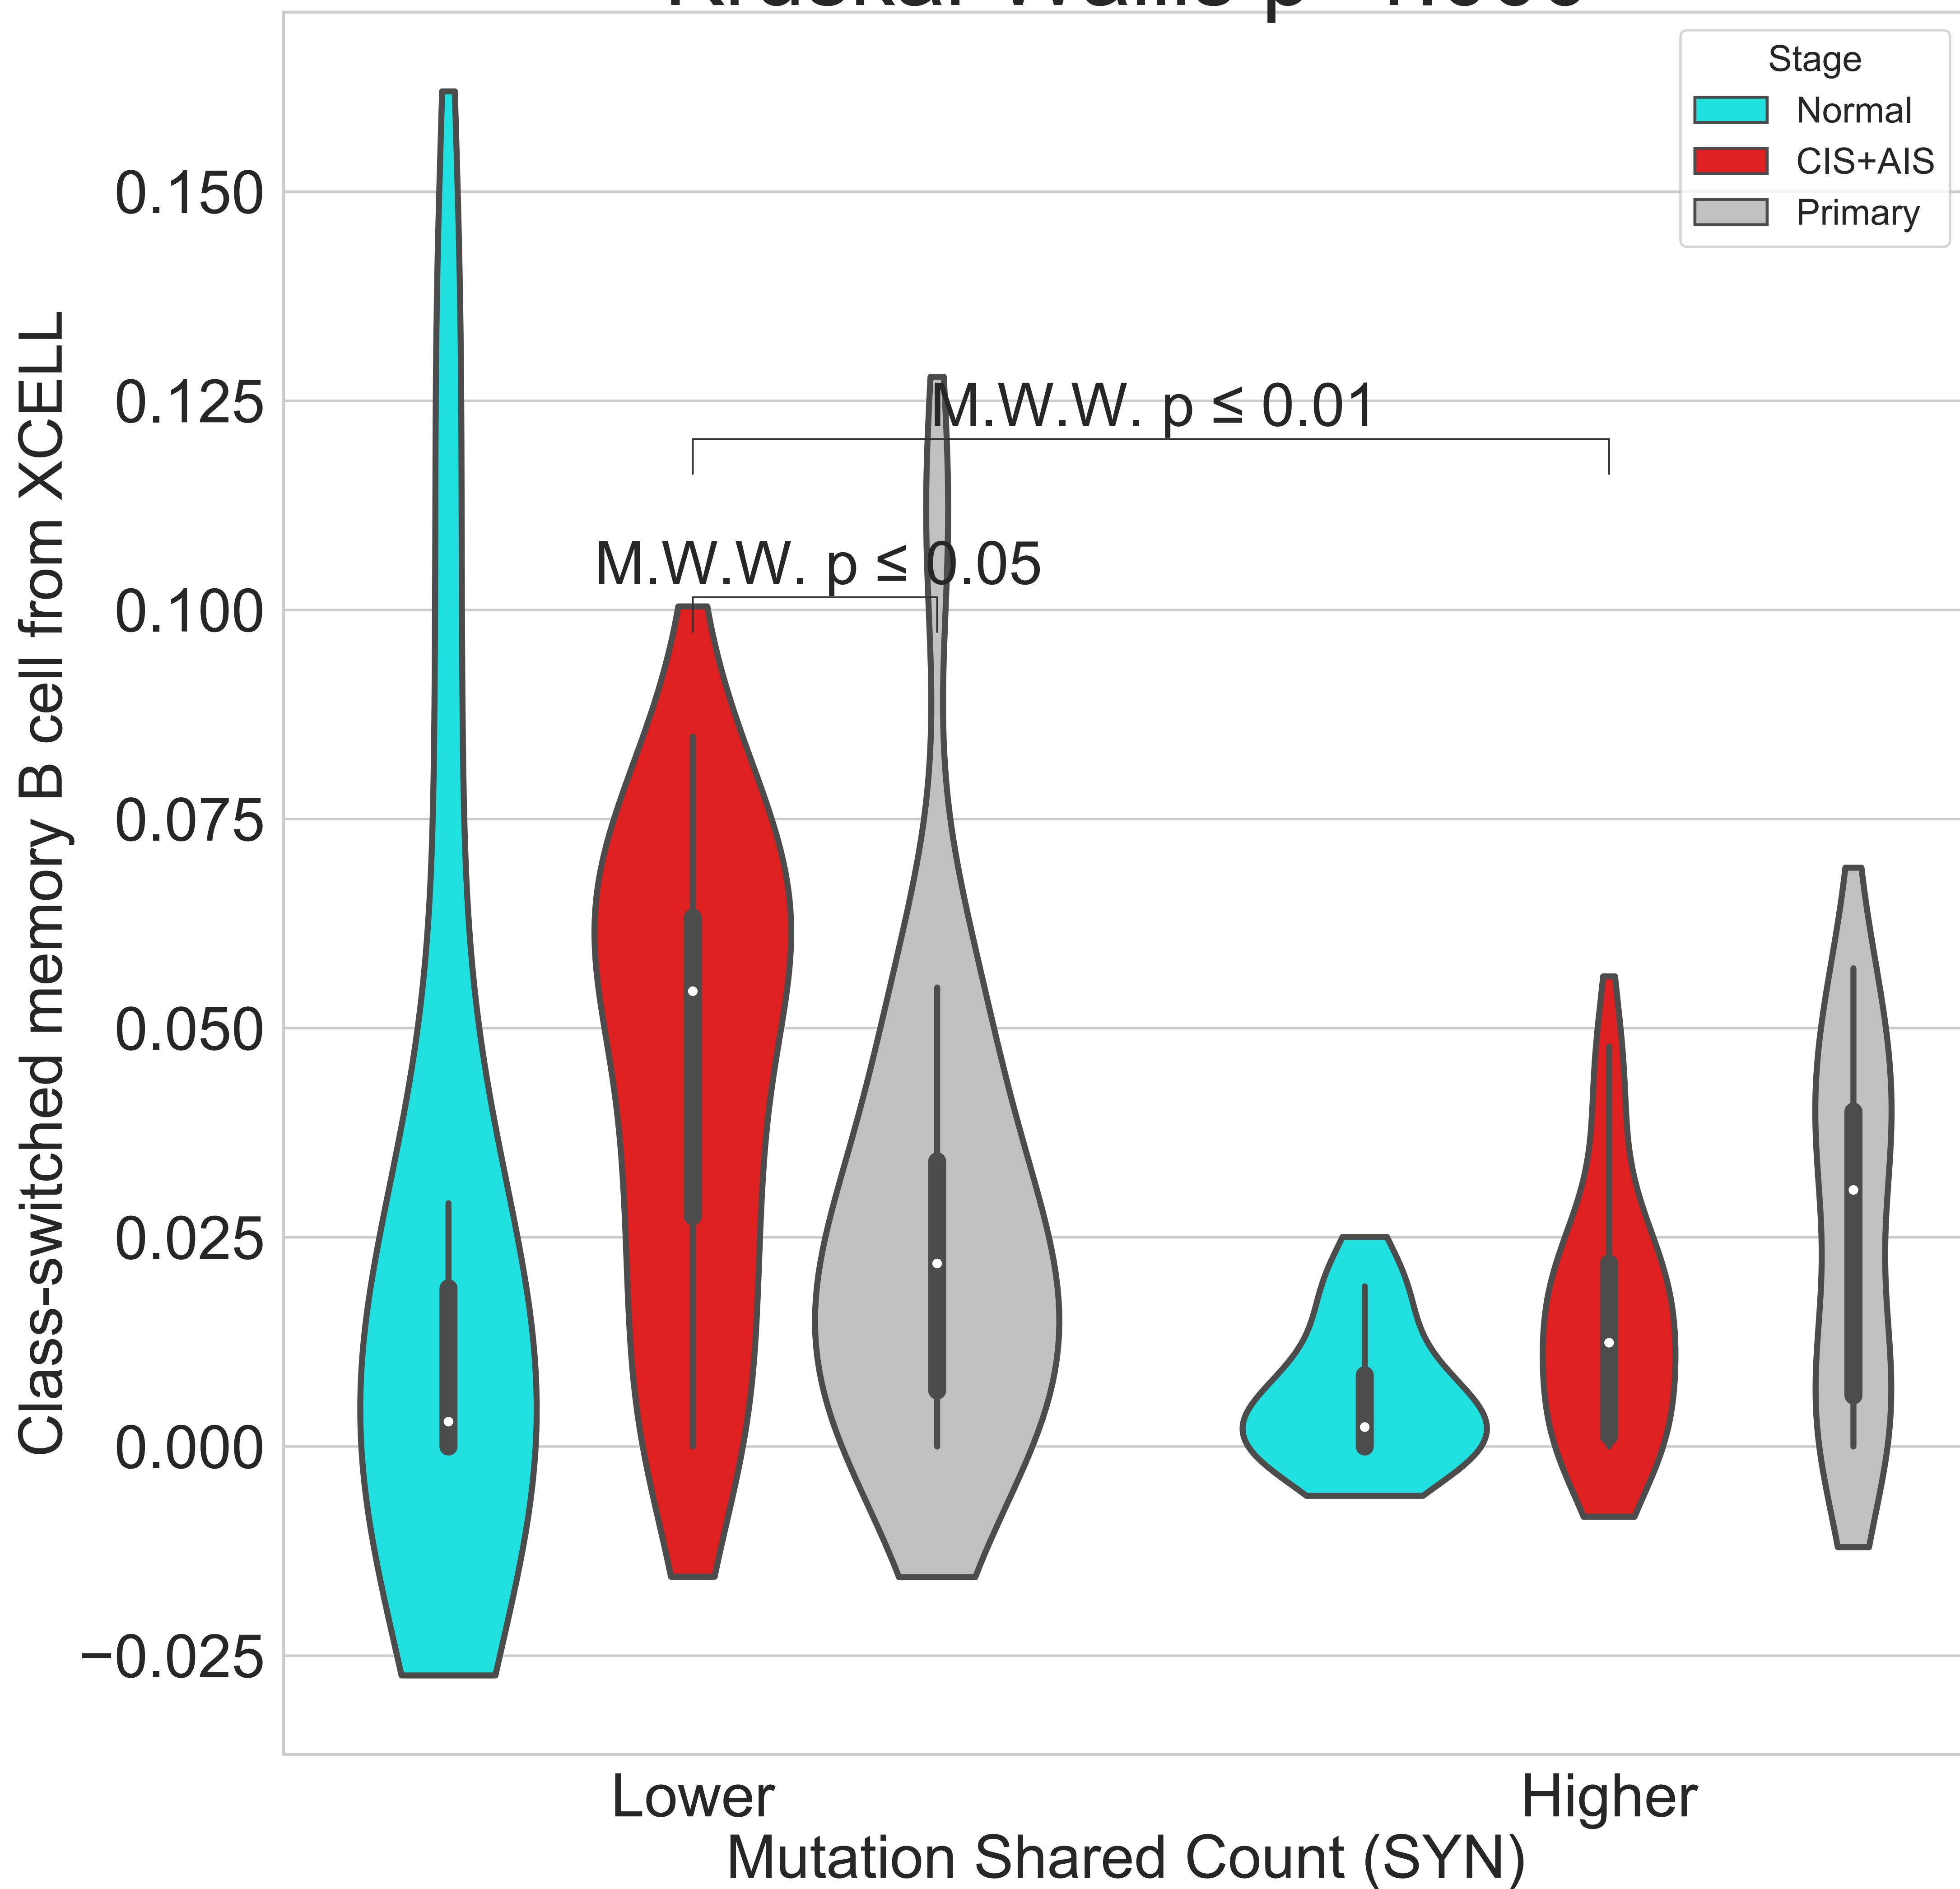 Stage
Normal
CIS+AIS
Primary
Class-switched memory B cell from XCELL
0.150
0.125
0.100
0.075
0.050
0.025
0.000
−0.025
M.W.W. p ≤ 0.01
M.W.W. p ≤ 0.05
Lower
Higher
Mutation Shared Count (SYN)